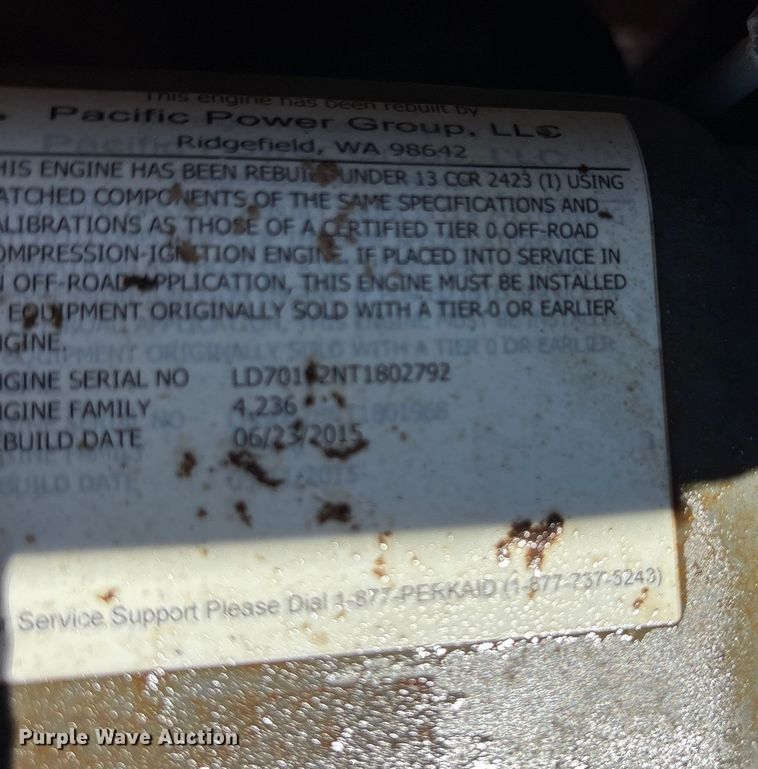 This engine has been rebuilt by
Pacific Power Group, LLC
Ridgefield, WA 98642
HIS ENGINE HAS BEEN REBUILT UNDER 13 CCR 2423 (I) USING
ATCHED COMPONENTS OF THE SAME SPECIFICATIONS AND
ALIBRATIONS AS THOSE OF A CERTIFIED TIER 0 OFF-ROAD
OMPRESSION-IGNITION ENGINE. IF PLACED INTO SERVICE IN
N OFF-ROAD APPLICATION, THIS ENGINE MUST BE INSTALLED
EQUIPMENT ORIGINALLY SOLD WITH A TIER-0 OR EARLIER
NGINE.
NGINE SERIAL NO
NGINE FAMILY 4,236
EBUILD DATE 06/23/2015
Service Support Please Dial 1-877-PERKAID (1-877-737-5243)
Purple Wave Auction